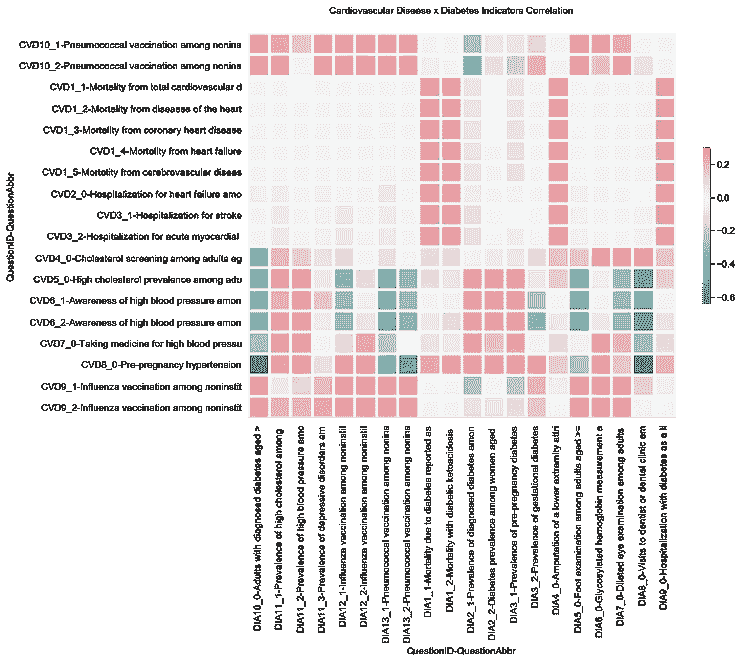 Cardiovascular Disease x Diabetes Indicators Correlation
QuestionID-QuestionAbbr
CVD10_1-Pneumococcal vaccination among nonins
CVD10_2-Pneumococcal vaccination among nonins
CVD1_1-Mortality from total cardiovascular d
CVD1_2-Mortality from diseases of the heart
CVD1_3-Mortality from coronary heart disease
CVD1_4-Mortality from heart failure
CVD1_5-Mortality from cerebrovascular diseas
CVD2_0-Hospitalization for heart failure amo
CVD3_1-Hospitalization for stroke
CVD3_2-Hospitalization for acute myocardial
CVD4_0-Cholesterol screening among adults ag
CVD5_0-High cholesterol prevalence among adu
CVD6_1-Awareness of high blood pressure amon
CVD6_2-Awareness of high blood pressure amon
CVD7_0-Taking medicine for high blood pressu
CVD8_0-Pre-pregnancy hypertension
CVD9_1-Influenza vaccination among noninstit
CVD9_2-Influenza vaccination among noninstit
DIA10_0-Adults with diagnosed diabetes aged >
DIA11_1-Prevalence of high cholesterol among
DIA11_2-Prevalence of high blood pressure amo
DIA11_3-Prevalence of depressive disorders am
DIA12_1-Influenza vaccination among noninstit
DIA12_2-Influenza vaccination among noninstit
DIA13_1-Pneumococcal vaccination among nonins
DIA13_2-Pneumococcal vaccination among nonins
DIA1_1-Mortality due to diabetes reported as
DIA1_2-Mortality with diabetic ketoacidosis
DIA2_1-Prevalence of diagnosed diabetes amon
DIA2_2-Diabetes prevalence among women aged
DIA3_1-Prevalence of pre-pregnancy diabetes
DIA3_2-Prevalence of gestational diabetes
DIA4_0-Amputation of a lower extremity attri
DIA5_0-Foot examination among adults aged >=
DIA6_0-Glycosylated hemoglobin measurement a
DIA7_0-Dilated eye examination among adults
DIA8_0-Visits to dentist or dental clinic am
DIA9_0-Hospitalization with diabetes as a li
QuestionID-QuestionAbbr
0.2
0.0
−0.2
−0.4
−0.6